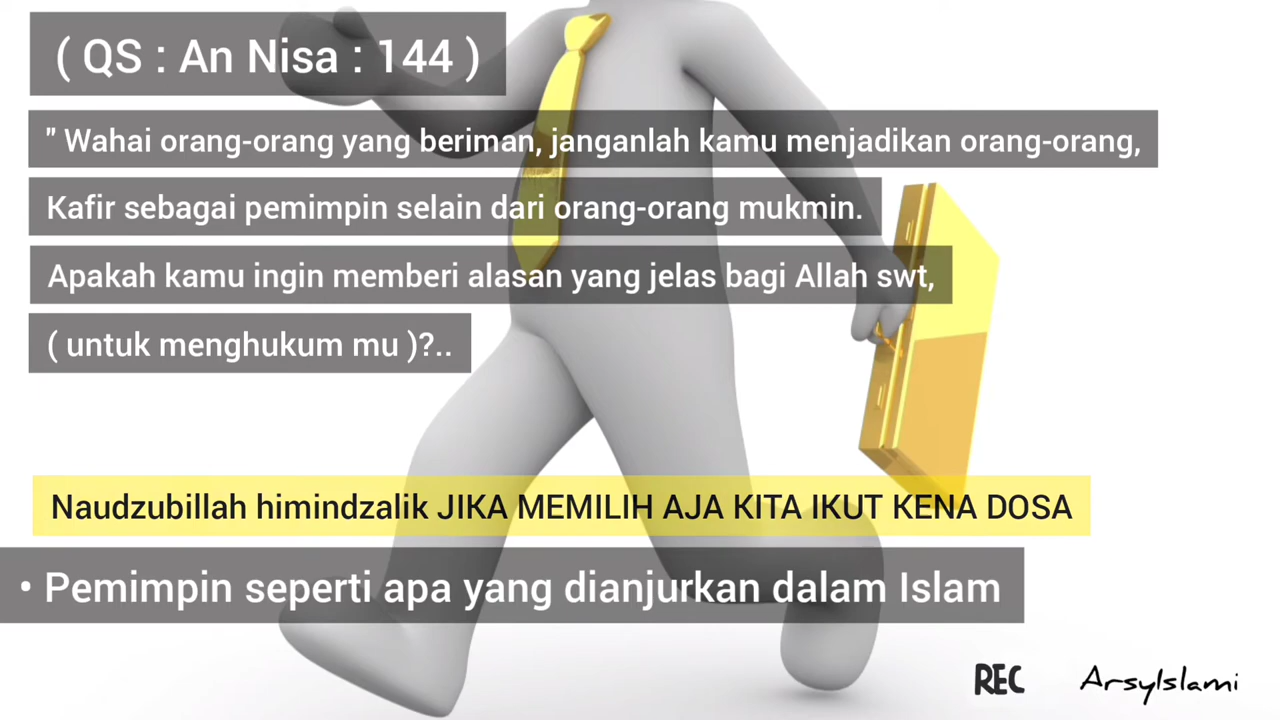 ( QS : An Nisa : 144 )
" Wahai orang-orang yang beriman, janganlah kamu menjadikan orang-orang,
Kafir sebagai pemimpin selain dari orang-orang mukmin.
Apakah kamu ingin memberi alasan yang jelas bagi Allah swt,
( untuk menghukum mu )?..
Naudzubillah himindzalik JIKA MEMILIH AJA KITA IKUT KENA DOSA
• Pemimpin seperti apa yang dianjurkan dalam Islam
REC ArsyIslami